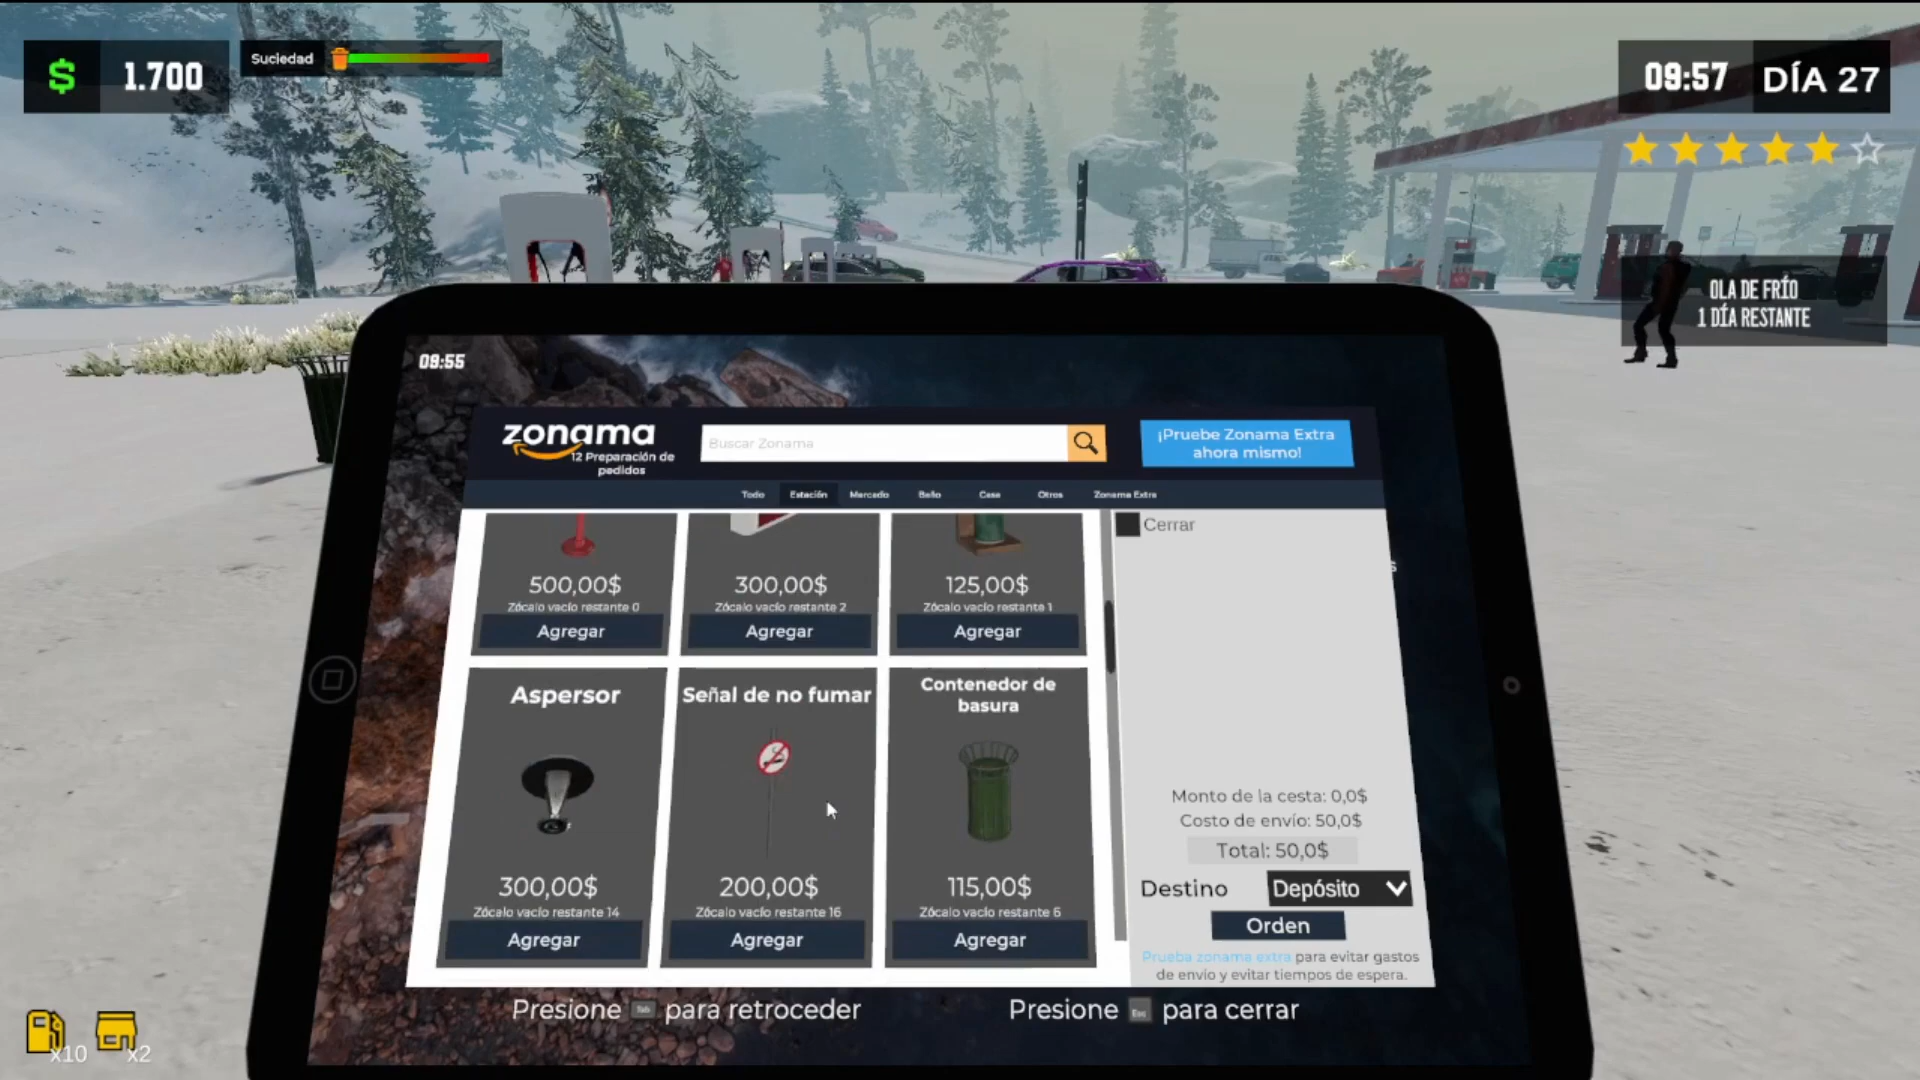 $ 1.700
Suciedad
09:57 DÍA 27
OLA DE FRÍO
1 DÍA RESTANTE
09:55
zonama
12 Preparación de
pedidos
Buscar Zonama
¡Pruebe Zonama Extra
ahora mismo!
Todo Estación Mercado Baño Casa Otros Zonama Extra
Cerrar
500,00$ 300,00$ 125,00$
Zócalo vacío restante 0 Zócalo vacío restante 2 Zócalo vacío restante 1
Agregar Agregar Agregar
Aspersor Señal de no fumar Contenedor de
basura
300,00$ 200,00$ 115,00$
Zócalo vacío restante 14 Zócalo vacío restante 16 Zócalo vacío restante 6
Agregar Agregar Agregar
Monto de la cesta: 0,0$
Costo de envío: 50,0$
Total: 50,0$
Destino Depósito
Orden
Prueba zonama extra para evitar gastos
de envío y evitar tiempos de espera.
Presione Tab para retroceder Presione Esc para cerrar
x10 x2